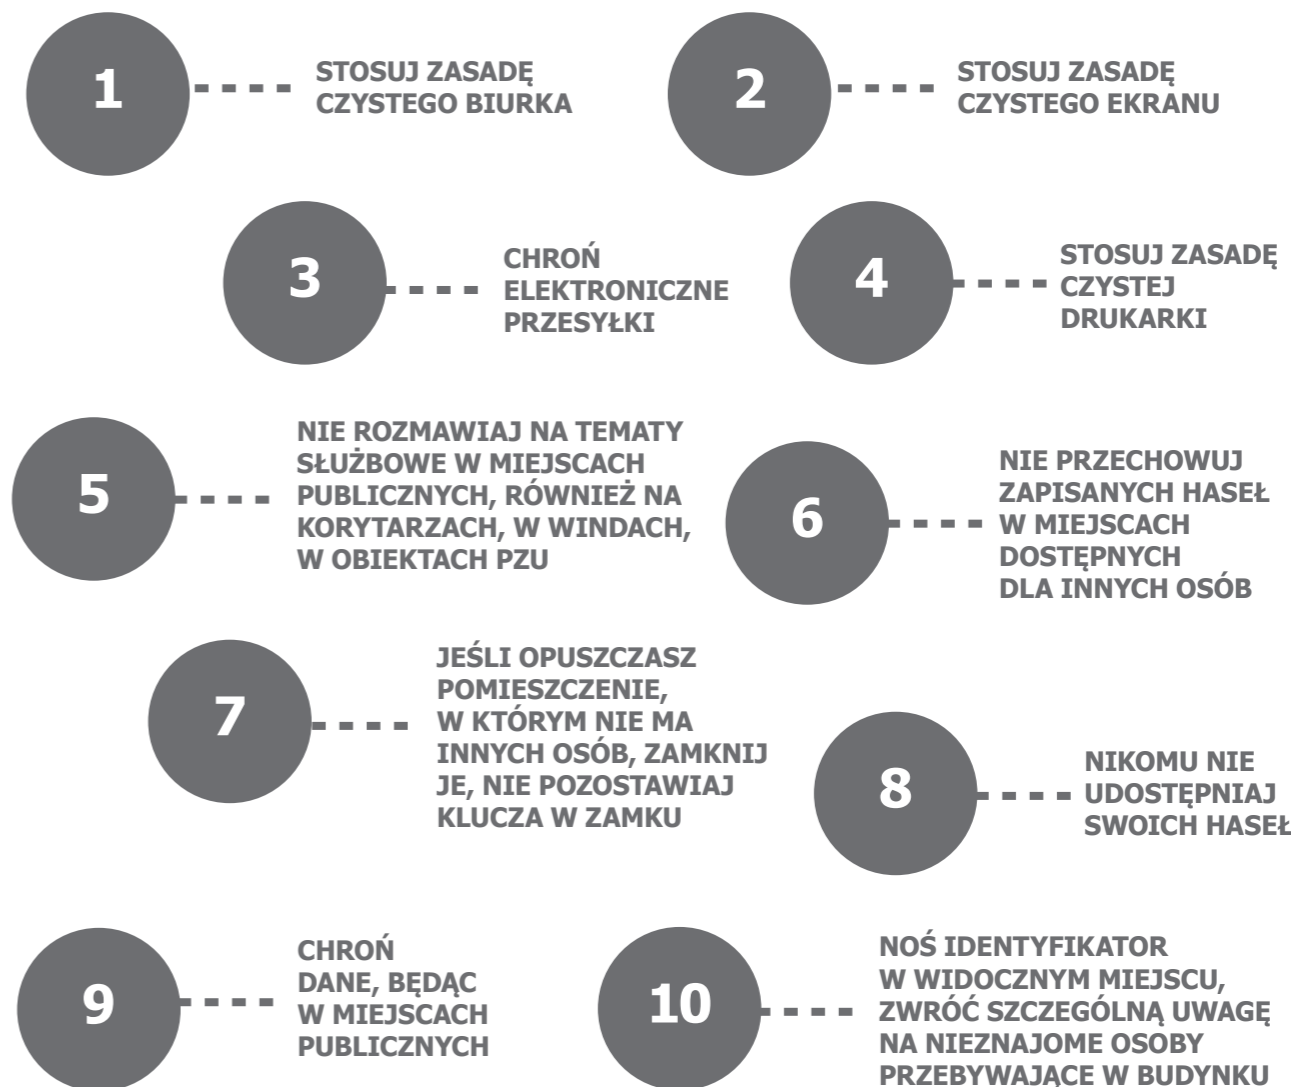 1
STOSUJ ZASADĘ
CZYSTEGO BIURKA
2
STOSUJ ZASADĘ
CZYSTEGO EKRANU
3
CHROŃ
ELEKTRONICZNE
PRZESYŁKI
4
STOSUJ ZASADĘ
CZYSTEJ
DRUKARKI
5
NIE ROZMAWIAJ NA TEMATY
SŁUŻBOWE W MIEJSCACH
PUBLICZNYCH, RÓWNIEŻ NA
KORYTARZACH, W WINDACH,
W OBIEKTACH PZU
6
NIE PRZECHOWUJ
ZAPISANYCH HASEŁ
W MIEJSCACH
DOSTĘPNYCH
DLA INNYCH OSÓB
7
JEŚLI OPUSZCZASZ
POMIESZCZENIE,
W KTÓRYM NIE MA
INNYCH OSÓB, ZAMKNIJ
JE, NIE POZOSTAWIAJ
KLUCZA W ZAMKU
8
NIKOMU NIE
UDOSTĘPNIAJ
SWOICH HASEŁ
9
CHROŃ
DANE, BĘDĄC
W MIEJSCACH
PUBLICZNYCH
10
NOŚ IDENTYFIKATOR
W WIDOCZNYM MIEJSCU,
ZWRÓĆ SZCZEGÓLNĄ UWAGĘ
NA NIEZNAJOME OSOBY
PRZEBYWAJĄCE W BUDYNKU